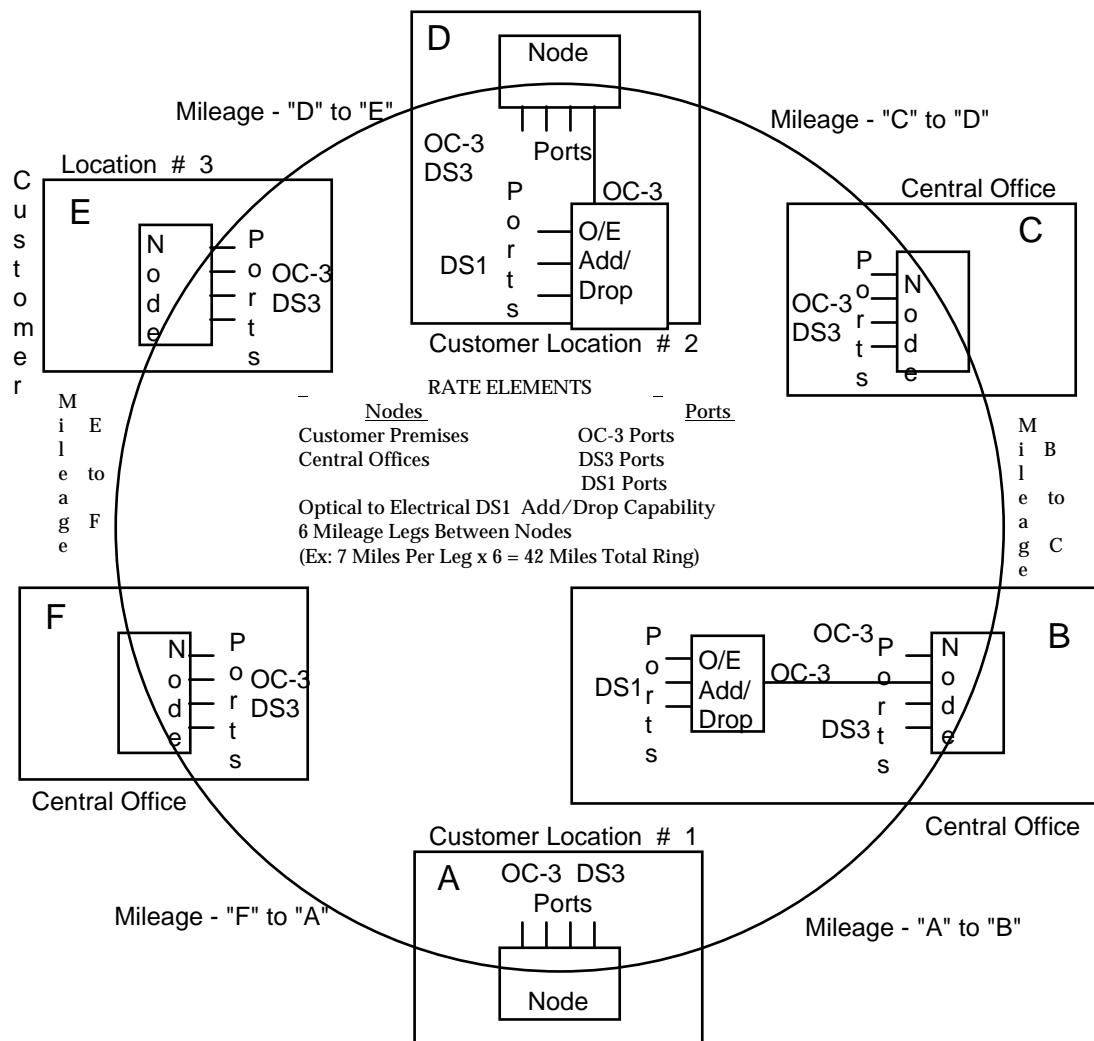 D
Node
Mileage - "D" to "E"
Mileage - "C" to "D"
OC-3
DS3
Ports
Ports
OC-3
DS1
O/E
Add/
Drop
Customer Location # 2
Customer
Location # 3
E
Node
Ports
OC-3
DS3
Central Office
C
Ports
OC-3
DS3
Node
RATE ELEMENTS
Nodes
Ports
Customer Premises
OC-3 Ports
Central Offices
DS3 Ports
DS1 Ports
Optical to Electrical DS1 Add/Drop Capability
6 Mileage Legs Between Nodes
(Ex: 7 Miles Per Leg x 6 = 42 Miles Total Ring)
Mileage
E
to
F
Mileage
B
to
C
F
Node
Ports
OC-3
DS3
Central Office
B
Ports
DS1
O/E
Add/
Drop
OC-3
OC-3
Ports
DS3
Node
Central Office
Customer Location # 1
A
OC-3 DS3
Ports
Node
Mileage - "F" to "A"
Mileage - "A" to "B"